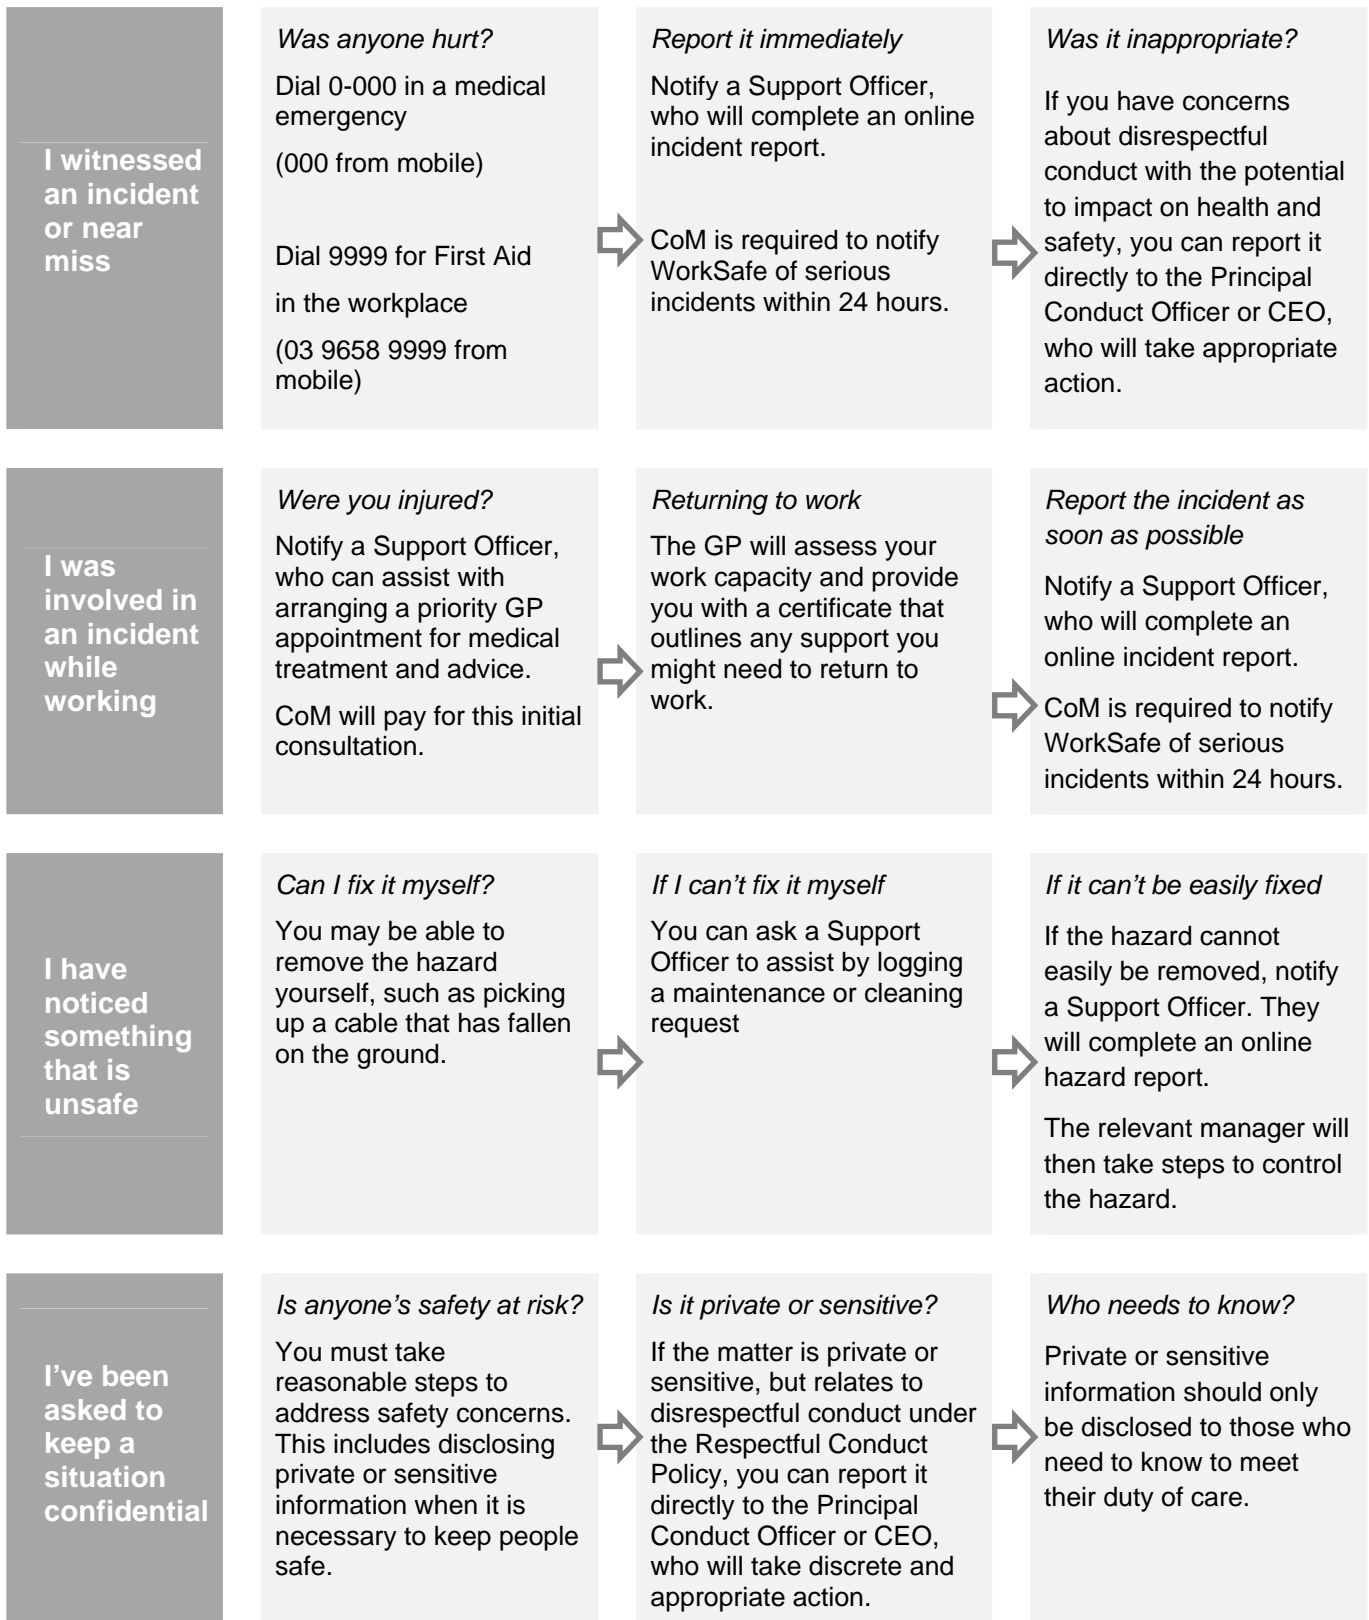 I witnessed
an incident
or near
miss
Was anyone hurt?
Dial 0-000 in a medical
emergency
(000 from mobile)
Dial 9999 for First Aid
in the workplace
(03 9658 9999 from
mobile)
Report it immediately
Notify a Support Officer,
who will complete an online
incident report.
CoM is required to notify
WorkSafe of serious
incidents within 24 hours.
Was it inappropriate?
If you have concerns
about disrespectful
conduct with the potential
to impact on health and
safety, you can report it
directly to the Principal
Conduct Officer or CEO,
who will take appropriate
action.
I was
involved in
an incident
while
working
Were you injured?
Notify a Support Officer,
who can assist with
arranging a priority GP
appointment for medical
treatment and advice.
CoM will pay for this initial
consultation.
Returning to work
The GP will assess your
work capacity and provide
you with a certificate that
outlines any support you
might need to return to
work.
Report the incident as
soon as possible
Notify a Support Officer,
who will complete an
online incident report.
CoM is required to notify
WorkSafe of serious
incidents within 24 hours.
I have
noticed
something
that is
unsafe
Can I fix it myself?
You may be able to
remove the hazard
yourself, such as picking
up a cable that has fallen
on the ground.
If I can’t fix it myself
You can ask a Support
Officer to assist by logging
a maintenance or cleaning
request
If it can’t be easily fixed
If the hazard cannot
easily be removed, notify
a Support Officer. They
will complete an online
hazard report.
The relevant manager will
then take steps to control
the hazard.
I’ve been
asked to
keep a
situation
confidential
Is anyone’s safety at risk?
You must take
reasonable steps to
address safety concerns.
This includes disclosing
private or sensitive
information when it is
necessary to keep people
safe.
Is it private or sensitive?
If the matter is private or
sensitive, but relates to
disrespectful conduct under
the Respectful Conduct
Policy, you can report it
directly to the Principal
Conduct Officer or CEO,
who will take discrete and
appropriate action.
Who needs to know?
Private or sensitive
information should only
be disclosed to those who
need to know to meet
their duty of care.